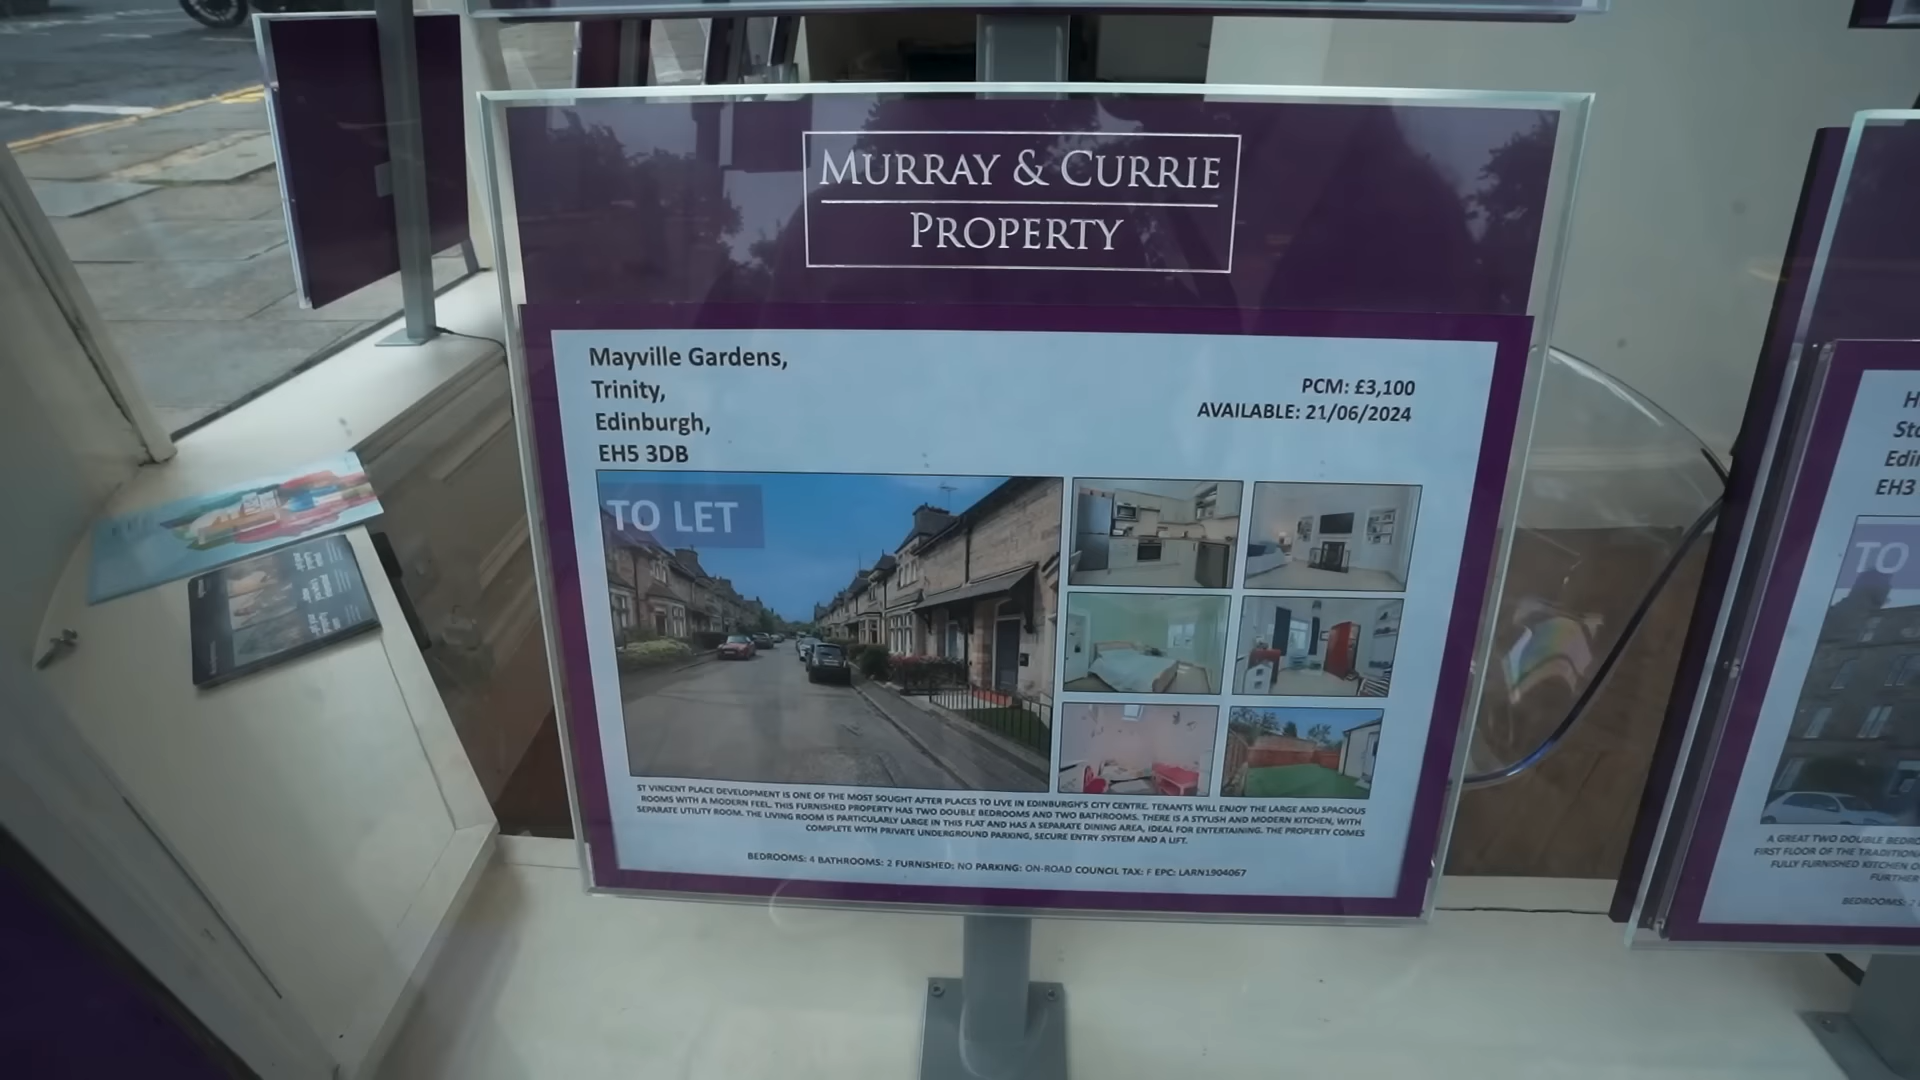 MURRAY & CURRIE
PROPERTY
Mayville Gardens,
Trinity,
Edinburgh,
EH5 3DB
PCM: £3,100
AVAILABLE: 21/06/2024
TO LET
ST VINCENT PLACE DEVELOPMENT IS ONE OF THE MOST SOUGHT AFTER PLACES TO LIVE IN EDINBURGH'S CITY CENTRE. TENANTS WILL ENJOY THE LARGE AND SPACIOUS
ROOMS WITH A MODERN FEEL. THIS FURNISHED PROPERTY HAS TWO DOUBLE BEDROOMS AND TWO BATHROOMS. THERE IS A STYLISH AND MODERN KITCHEN, WITH
SEPARATE UTILITY ROOM. THE LIVING ROOM IS PARTICULARLY LARGE IN THIS FLAT AND HAS A SEPARATE DINING AREA, IDEAL FOR ENTERTAINING. THE PROPERTY COMES
COMPLETE WITH PRIVATE UNDERGROUND PARKING, SECURE ENTRY SYSTEM AND A LIFT.
BEDROOMS: 4 BATHROOMS: 2 FURNISHED: NO PARKING: ON-ROAD COUNCIL TAX: F EPC: LARN1904067
EH3
TO
A GREAT TWO DOUBLE
FIRST FLOOR OF THE
FULLY FURNISHED KITCHEN
BEDROOMS: